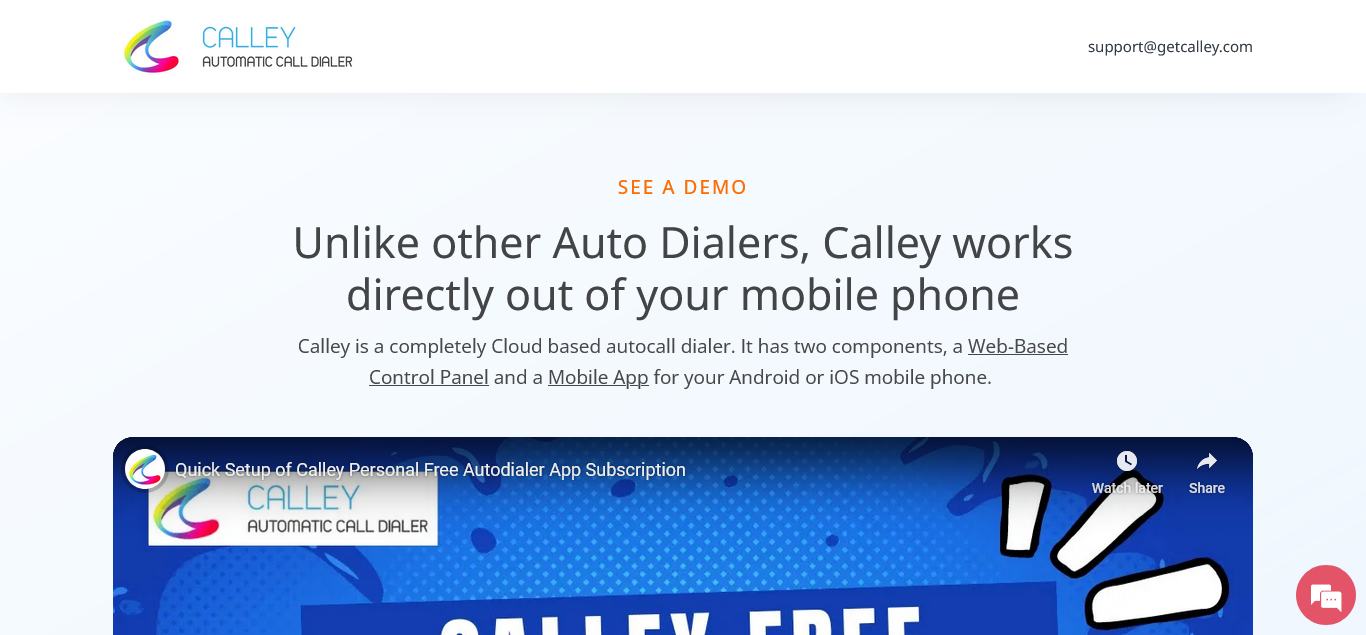 CALLEY
AUTOMATIC CALL DIALER
support@getcalley.com
SEE A DEMO
Unlike other Auto Dialers, Calley works
directly out of your mobile phone
Calley is a completely Cloud based autocall dialer. It has two components, a Web-Based
Control Panel and a Mobile App for your Android or iOS mobile phone.
Quick Setup of Calley Personal Free Autodialer App Subscription
Watch later
Share
CALLEY
AUTOMATIC CALL DIALER
CALLEY FREE